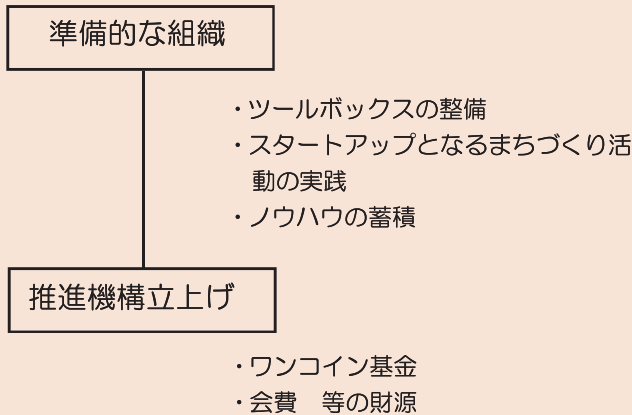 準備的な組織
・ツールボックスの整備
・スタートアップとなるまちづくり活
動の実践
・ノウハウの蓄積
推進機構立上げ
・ワンコイン基金
・会費　等の財源